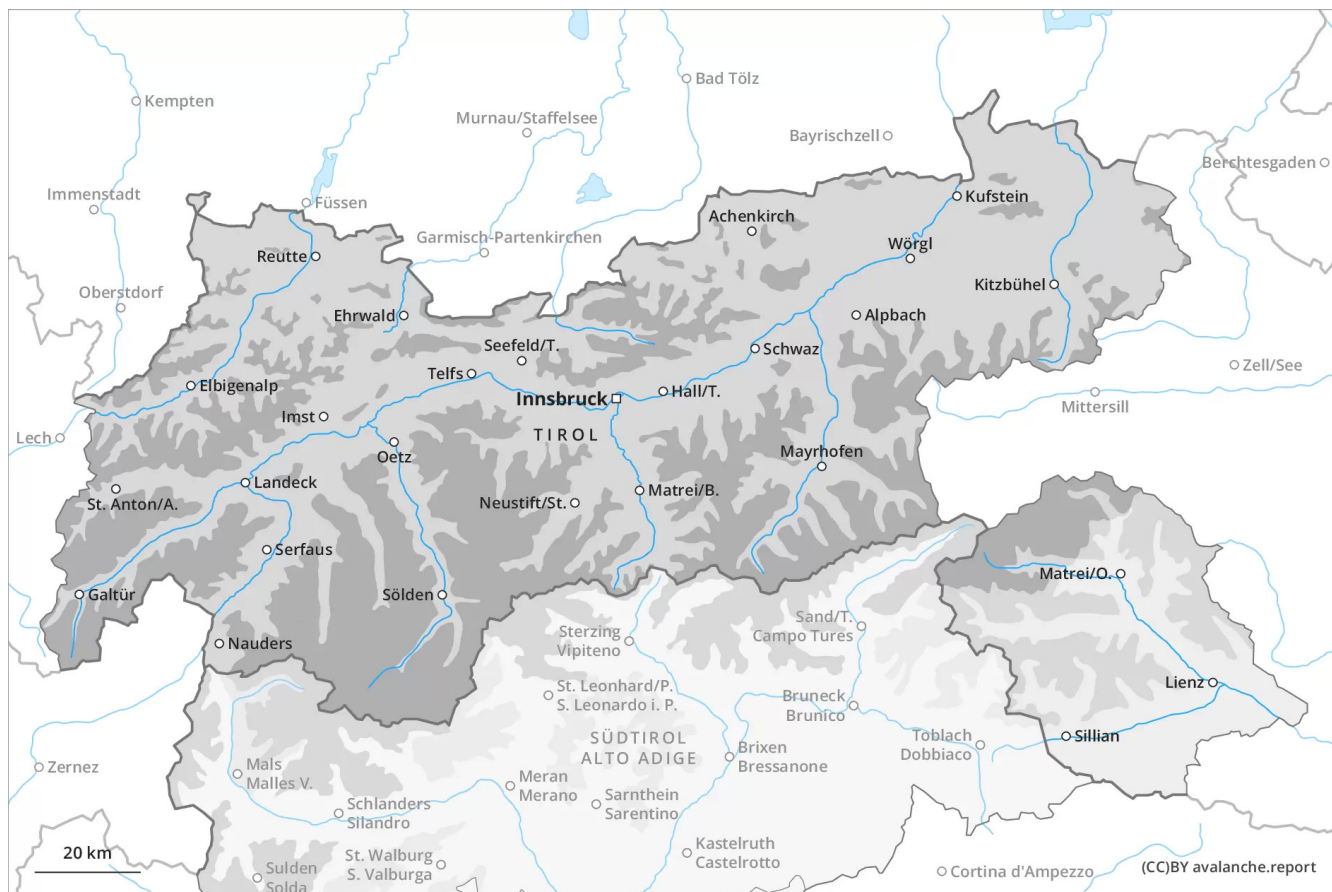 Bad Tölz
Kempten
Murnau/Staffelsee
Bayrischzell
Berchtesgaden
Immenstadt
Füssen
Kufstein
Achenkirch
Garmisch-Partenkirchen
Wörgl
Reutte
Kitzbühel
Oberstdorf
Ehrwald
Alpbach
Seefeld/T.
Schwaz
Zell/See
Telfs
Elbigenalp
Hall/T.
Innsbruck
Mittersill
Imst
Lech
TIROL
Oetz
Mayrhofen
Landeck
Matrei/B.
St. Anton/A.
Neustift/St.
Serfaus
Matrei/O.
Galtür
Sölden
Sand/T.
Campo Tures
Sterzing
Vipiteno
Nauders
Lienz
St. Leonhard/P.
S. Leonardo i. P.
Bruneck
Brunico
Sillian
Toblach
Dobbiaco
SÜDTIROL
ALTO ADIGE
Brixen
Bressanone
Zernez
Mals
Malles V.
Meran
Merano
Sarnthein
Sarentino
Schlanders
Silandro
Kastelruth
Castelrotto
20 km
St. Walburg
S. Valburga
Sulden
Solda
Cortina d'Ampezzo
(CC)BY avalanche.report